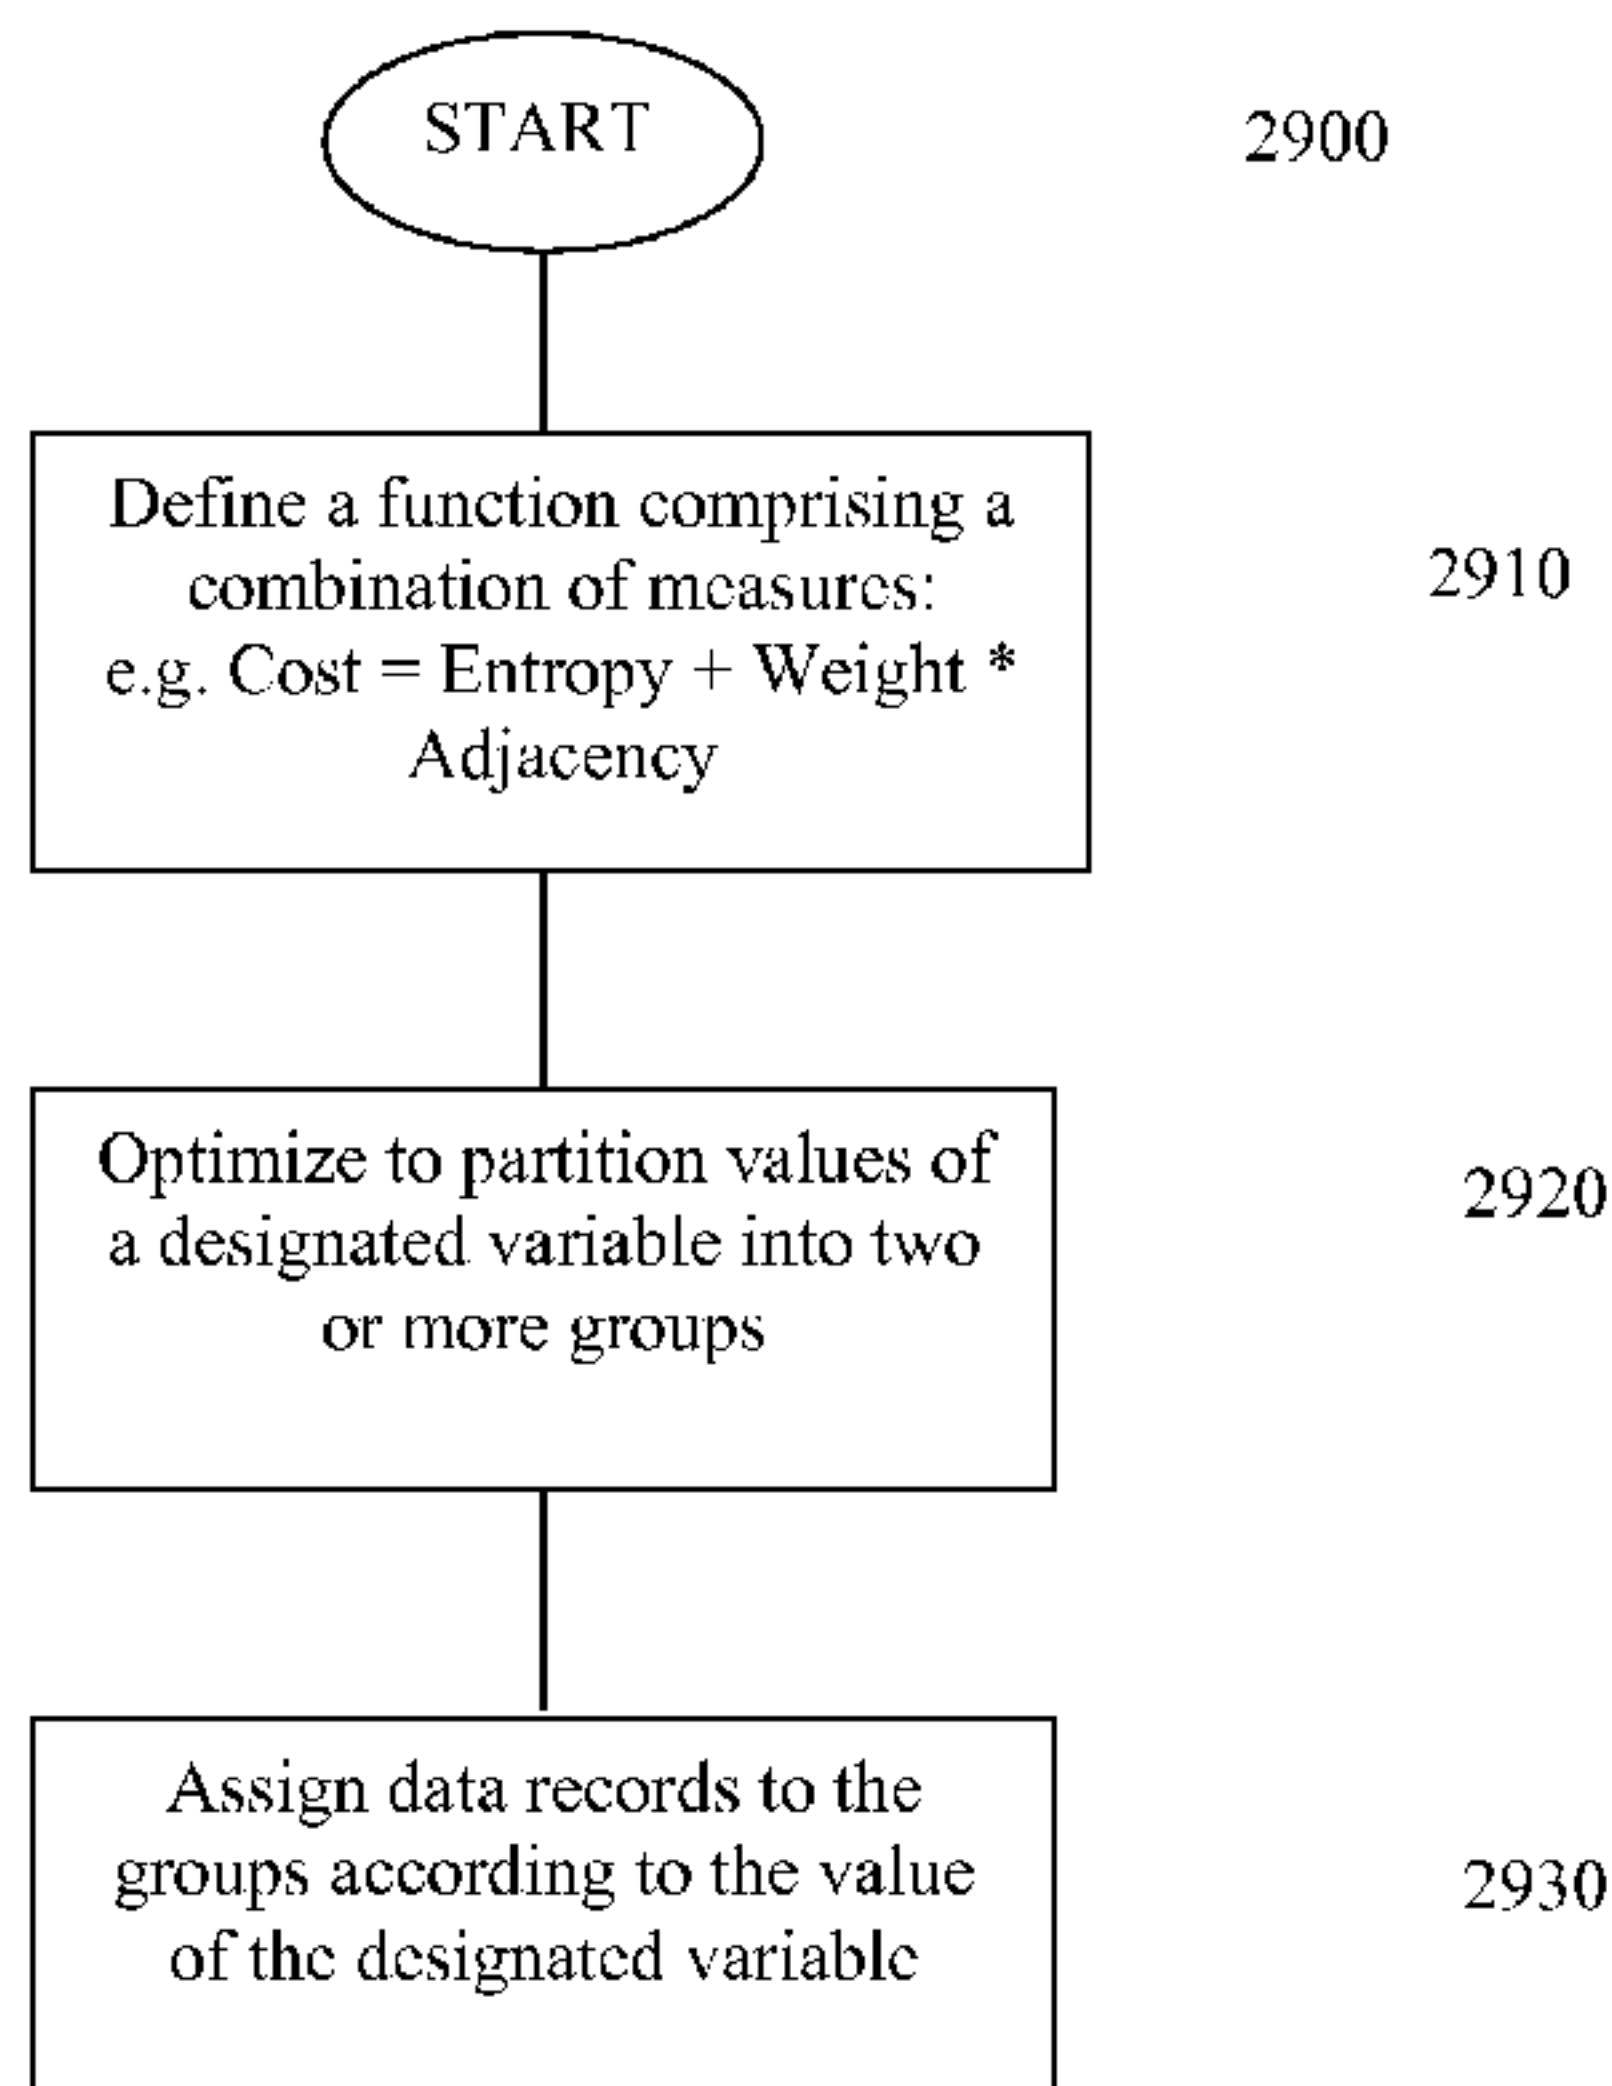 START
2900
Define a function comprising a
combination of measures:
e.g. Cost = Entropy + Weight *
Adjacency
2910
Optimize to partition values of
a designated variable into two
or more groups
2920
Assign data records to the
groups according to the value
of the designated variable
2930